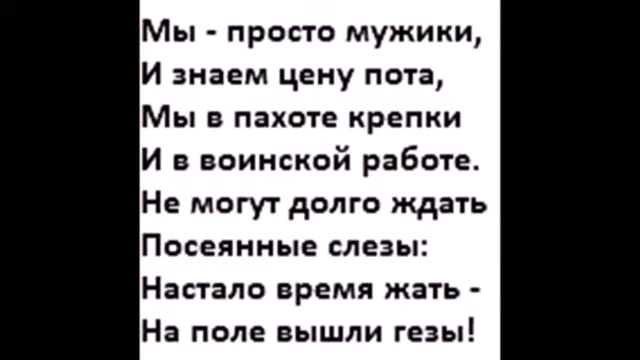 Мы - просто мужики,
И знаем цену пота,
Мы в пахоте крепки
И в воинской работе.
Не могут долго ждать
Посеянные слезы:
Настало время жать -
На поле вышли гезы!